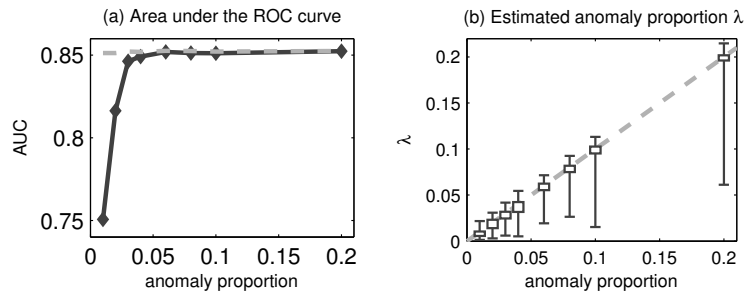 (a) Area under the ROC curve
0.85
0.8
0.75
AUC
0 0.05 0.1 0.15 0.2
anomaly proportion
(b) Estimated anomaly proportion λ
0.2
0.15
0.1
0.05
0
λ
0 0.05 0.1 0.15 0.2
anomaly proportion